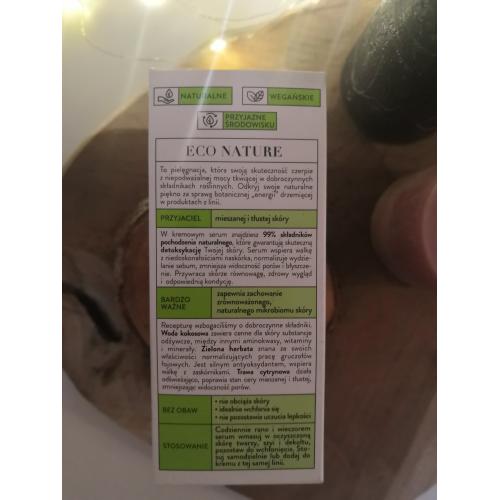 NATURALNE
WEGAŃSKIE
PRZYJAZNE
ŚRODOWISKU
ECO NATURE
To pielęgnacja, która swoją skuteczność czerpie
z niepodważalnej mocy tkwiącej w dobroczynnych
składnikach roślinnych. Odkryj swoje naturalne
piękno za sprawą botanicznej „energii" drzemiącej
w produktach z linii.
PRZYJACIEL
mieszanej i tłustej skóry
W kremowym serum znajdziesz 99% składników
pochodzenia naturalnego, które gwarantują skuteczną
detoksykację Twojej skóry. Serum wspiera walkę
z niedoskonałościami naskórka, normalizuje wydzie-
lanie sebum, zmniejsza widoczność porów i błyszcze-
nie. Przywraca skórze równowagę, zdrowy wygląd
i odpowiednią kondycję.
BARDZO
WAŻNE
zapewnia zachowanie
zrównoważonego,
naturalnego mikrobiomu skóry
Recepturę wzbogaciliśmy o dobroczynne składniki.
Woda kokosowa zawiera cenne dla skóry substancje
odżywcze, między innymi aminokwasy, witaminy
i minerały. Zielona herbata znana ze swoich
właściwości normalizujących pracę gruczołów
łojowych. Jest silnym antyoksydantem, wspiera
walkę z zaskórnikami. Trawa cytrynowa działa
odświeżająco, poprawia stan cery mieszanej i tłustej,
zmniejszając widoczność porów.
BEZ OBAW
• nie obciąża skóry
• idealnie wchłania się
• nie pozostawia uczucia lepkości
STOSOWANIE
Codziennie rano i wieczorem
serum wmasuj w oczyszczoną
skórę twarzy, szyi i dekoltu,
pozostaw do wchłonięcia. Sto-
suj samodzielnie lub dodaj do
kremu z tej samej linii.